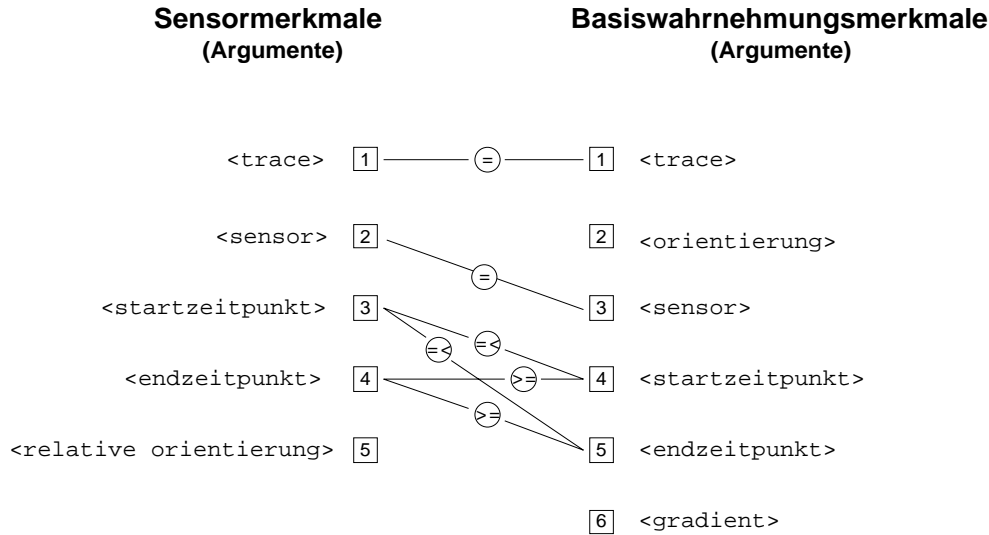 Sensormerkmale Basiswahrnehmungsmerkmale
(Argumente) (Argumente)
<trace> 1 = 1 <trace>
<sensor> 2 2 <orientierung>
=
<startzeitpunkt> 3 3 <sensor>
=<
=<
<endzeitpunkt> 4 >= 4 <startzeitpunkt>
>=
<relative orientierung> 5 5 <endzeitpunkt>
6 <gradient>